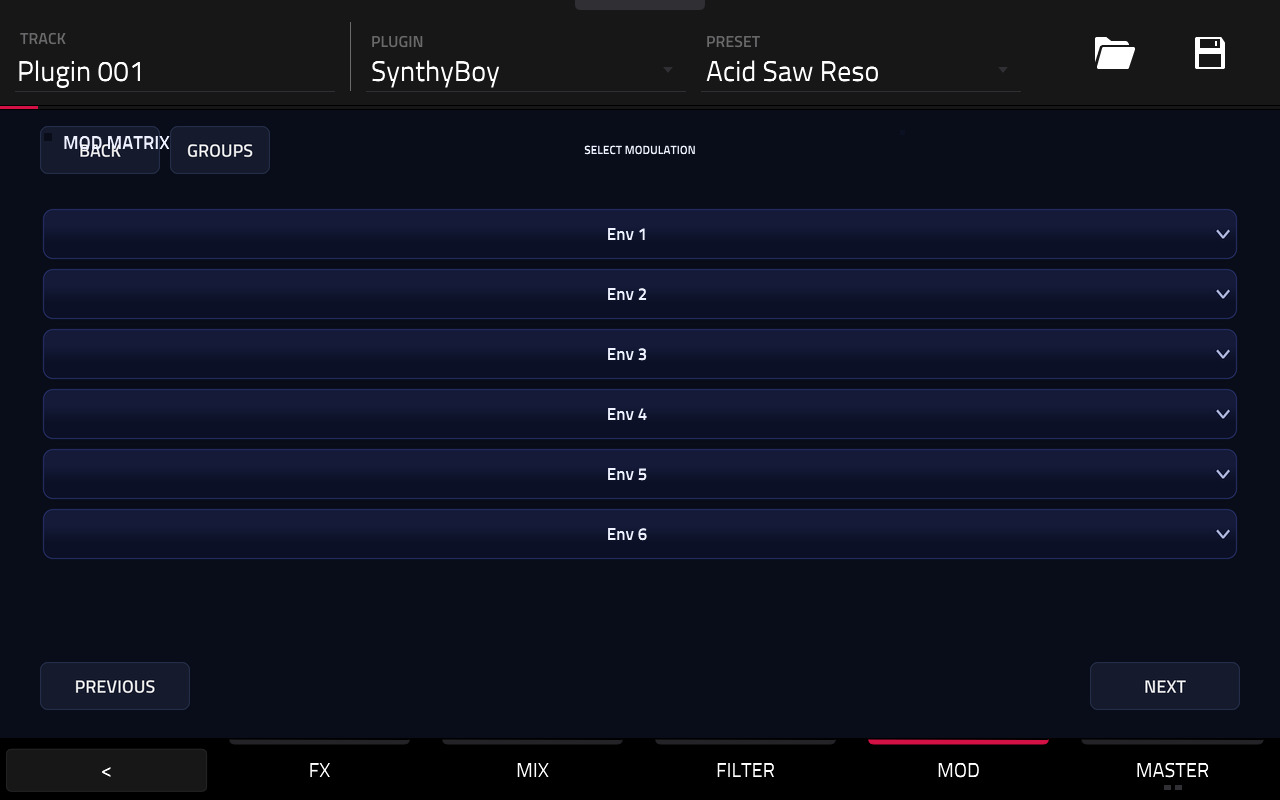 TRACK
Plugin 001
PLUGIN
SynthyBoy
PRESET
Acid Saw Reso
MOD MATRIX
BACK
GROUPS
SELECT MODULATION
Env 1
Env 2
Env 3
Env 4
Env 5
Env 6
PREVIOUS
NEXT
<
FX
MIX
FILTER
MOD
MASTER